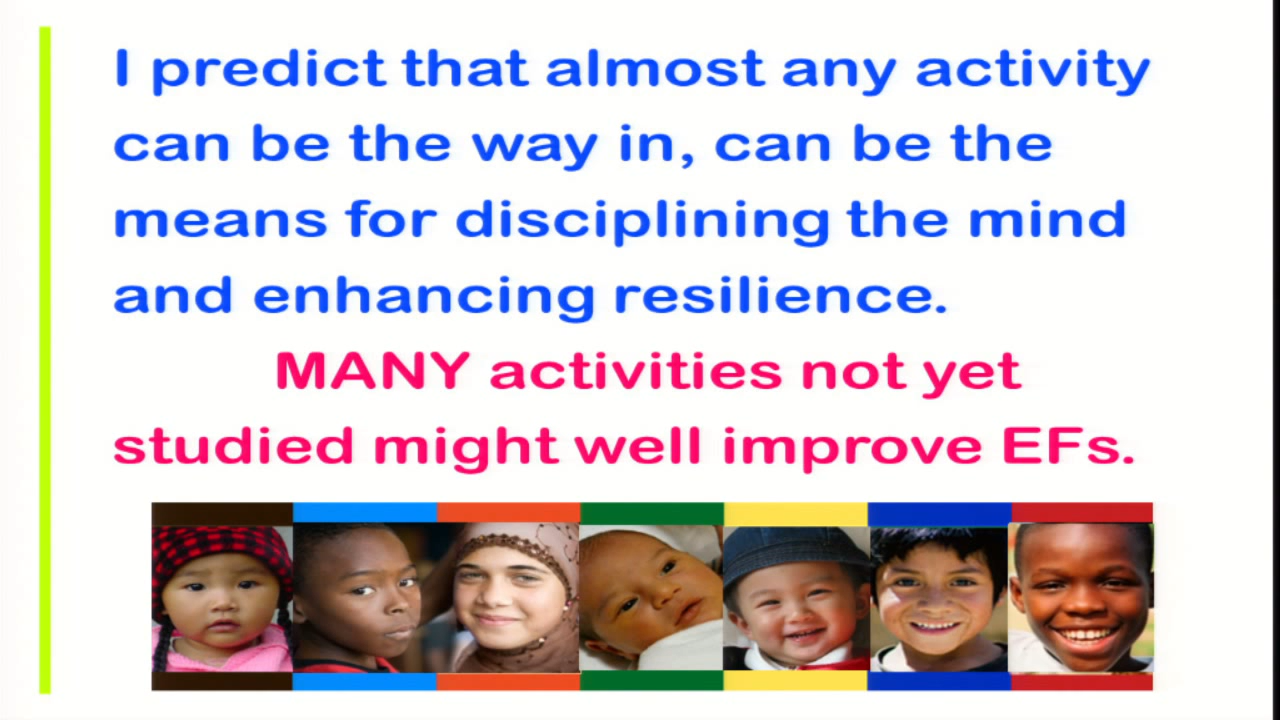 I predict that almost any activity
can be the way in, can be the
means for disciplining the mind
and enhancing resilience.
MANY activities not yet
studied might well improve EFs.